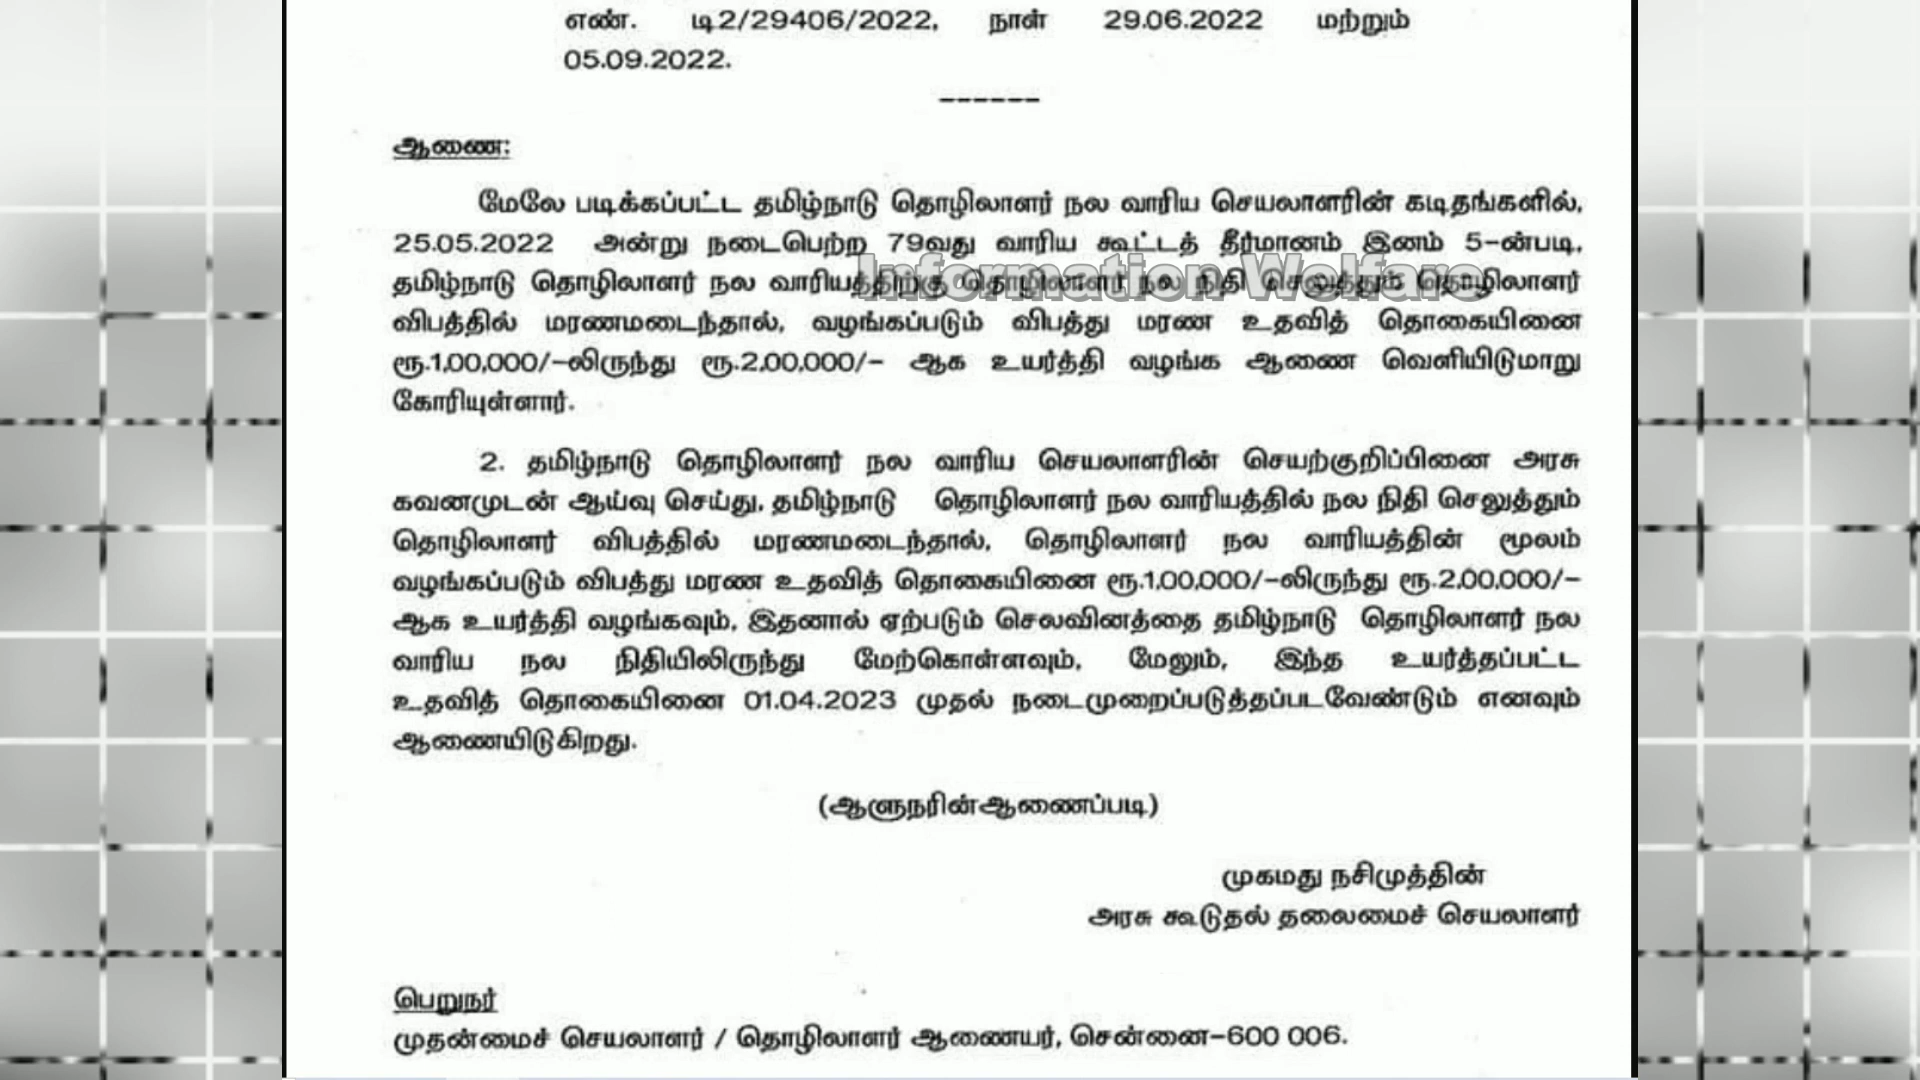 எண். டி2/29406/2022, நாள் 29.06.2022 மற்றும்
05.09.2022.
------
ஆணை:
மேலே படிக்கப்பட்ட தமிழ்நாடு தொழிலாளர் நல வாரிய செயலாளரின் கடிதங்களில்,
25.05.2022 அன்று நடைபெற்ற 79வது வாரிய கூட்டத் தீர்மானம் இனம் 5-ன்படி,
Information Welfare
தமிழ்நாடு தொழிலாளர் நல வாரியத்திற்கு தொழிலாளர் நல நிதி செலுத்தும் தொழிலாளர்
விபத்தில் மரணமடைந்தால், வழங்கப்படும் விபத்து மரண உதவித் தொகையினை
ரூ.1,00,000/-லிருந்து ரூ.2,00,000/- ஆக உயர்த்தி வழங்க ஆணை வெளியிடுமாறு
கோரியுள்ளார்.
2. தமிழ்நாடு தொழிலாளர் நல வாரிய செயலாளரின் செயற்குறிப்பினை அரசு
கவனமுடன் ஆய்வு செய்து, தமிழ்நாடு தொழிலாளர் நல வாரியத்தில் நல நிதி செலுத்தும்
தொழிலாளர் விபத்தில் மரணமடைந்தால், தொழிலாளர் நல வாரியத்தின் மூலம்
வழங்கப்படும் விபத்து மரண உதவித் தொகையினை ரூ.1,00,000/-லிருந்து ரூ.2,00,000/-
ஆக உயர்த்தி வழங்கவும், இதனால் ஏற்படும் செலவினத்தை தமிழ்நாடு தொழிலாளர் நல
வாரிய நல நிதியிலிருந்து மேற்கொள்ளவும், மேலும், இந்த உயர்த்தப்பட்ட
உதவித் தொகையினை 01.04.2023 முதல் நடைமுறைப்படுத்தப்படவேண்டும் எனவும்
ஆணையிடுகிறது.
(ஆளுநரின்ஆணைப்படி)
முகமது நசிமுத்தின்
அரசு கூடுதல் தலைமைச் செயலாளர்
பெறுநர்
முதன்மைச் செயலாளர் / தொழிலாளர் ஆணையர், சென்னை-600 006.